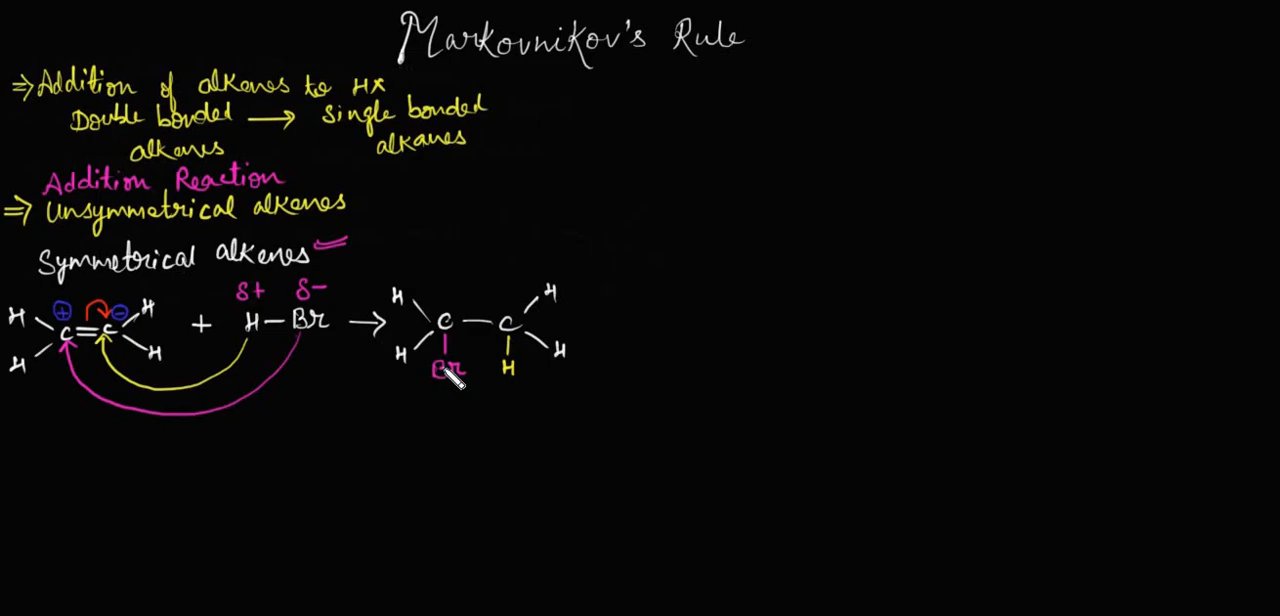 Markovnikov's Rule
⇒ Addition of alkenes to HX
Double bonded ⟶ Single bonded
alkenes alkanes
Addition Reaction
⇒ Unsymmetrical alkenes
Symmetrical alkenes
δ+ δ−
H ⊕ ⊖ H H H
C=C + H−Br → C − C
H H H Br H H